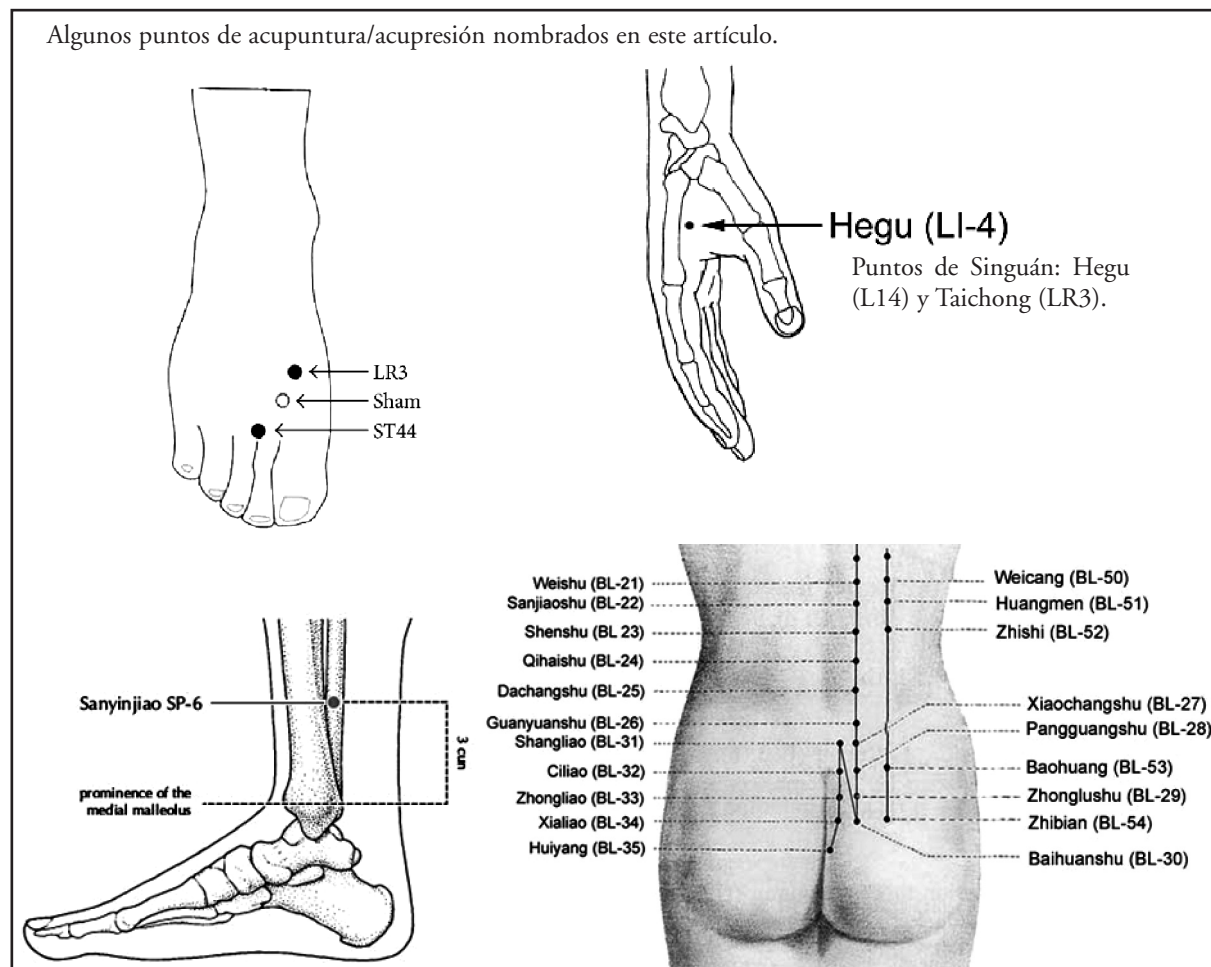 Algunos puntos de acupuntura/acupresión nombrados en este artículo.
LR3
Sham
ST44
Hegu (LI-4)
Puntos de Singuán: Hegu
(L14) y Taichong (LR3).
Sanyinjiao SP-6
3 cun
prominence of the
medial malleolus
Weishu (BL-21)
Sanjiaoshu (BL-22)
Shenshu (BL 23)
Qihaishu (BL-24)
Dachangshu (BL-25)
Guanyuanshu (BL-26)
Shangliao (BL-31)
Ciliao (BL-32)
Zhongliao (BL-33)
Xialiao (BL-34)
Huiyang (BL-35)
Weicang (BL-50)
Huangmen (BL-51)
Zhishi (BL-52)
Xiaochangshu (BL-27)
Pangguangshu (BL-28)
Baohuang (BL-53)
Zhonglushu (BL-29)
Zhibian (BL-54)
Baihuanshu (BL-30)